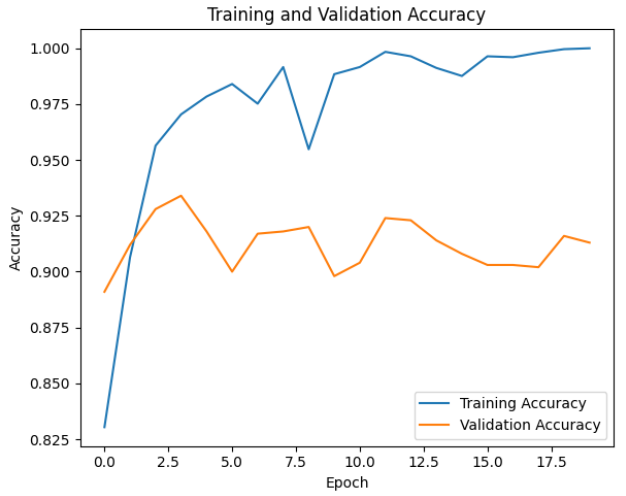 Training and Validation Accuracy
1.000
0.975
0.950
0.925
0.900
0.875
0.850
0.825
Accuracy
Training Accuracy
Validation Accuracy
0.0 2.5 5.0 7.5 10.0 12.5 15.0 17.5
Epoch